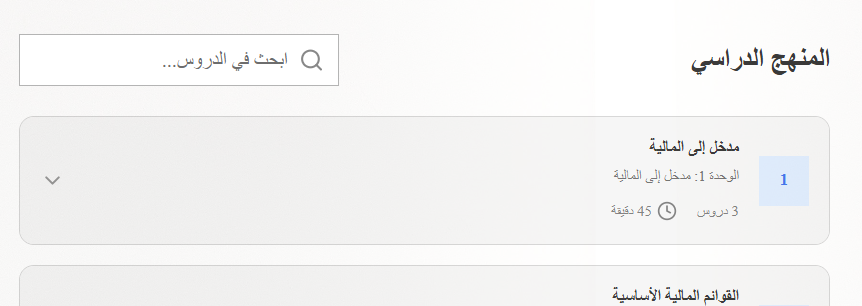 المنهج الدراسي
ابحث في الدروس...
1
مدخل إلى المالية
الوحدة 1: مدخل إلى المالية
3 دروس 45 دقيقة
القوائم المالية الأساسية